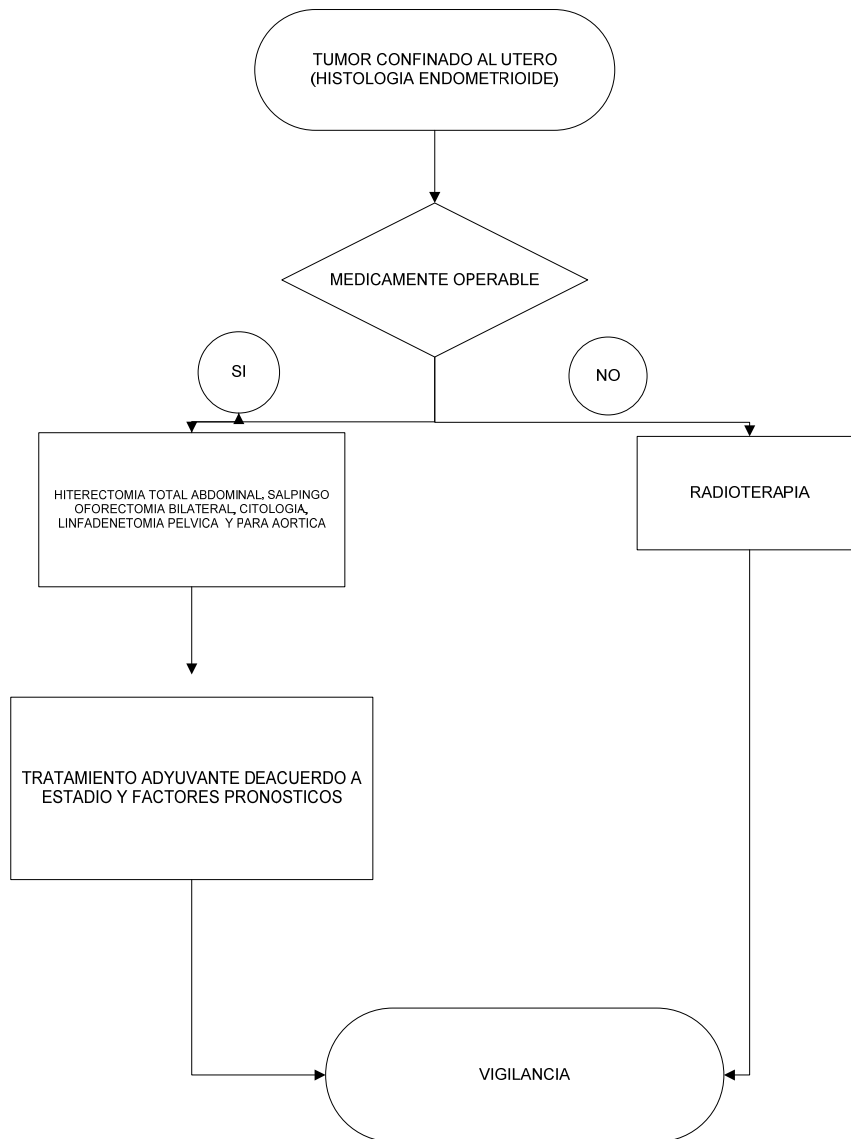 TUMOR CONFINADO AL UTERO
(HISTOLOGIA ENDOMETRIOIDE)
MEDICAMENTE OPERABLE
SI
NO
HITERECTOMIA TOTAL ABDOMINAL, SALPINGO
OFORECTOMIA BILATERAL, CITOLOGIA,
LINFADENETOMIA PELVICA Y PARA AORTICA
RADIOTERAPIA
TRATAMIENTO ADYUVANTE DEACUERDO A
ESTADIO Y FACTORES PRONOSTICOS
VIGILANCIA